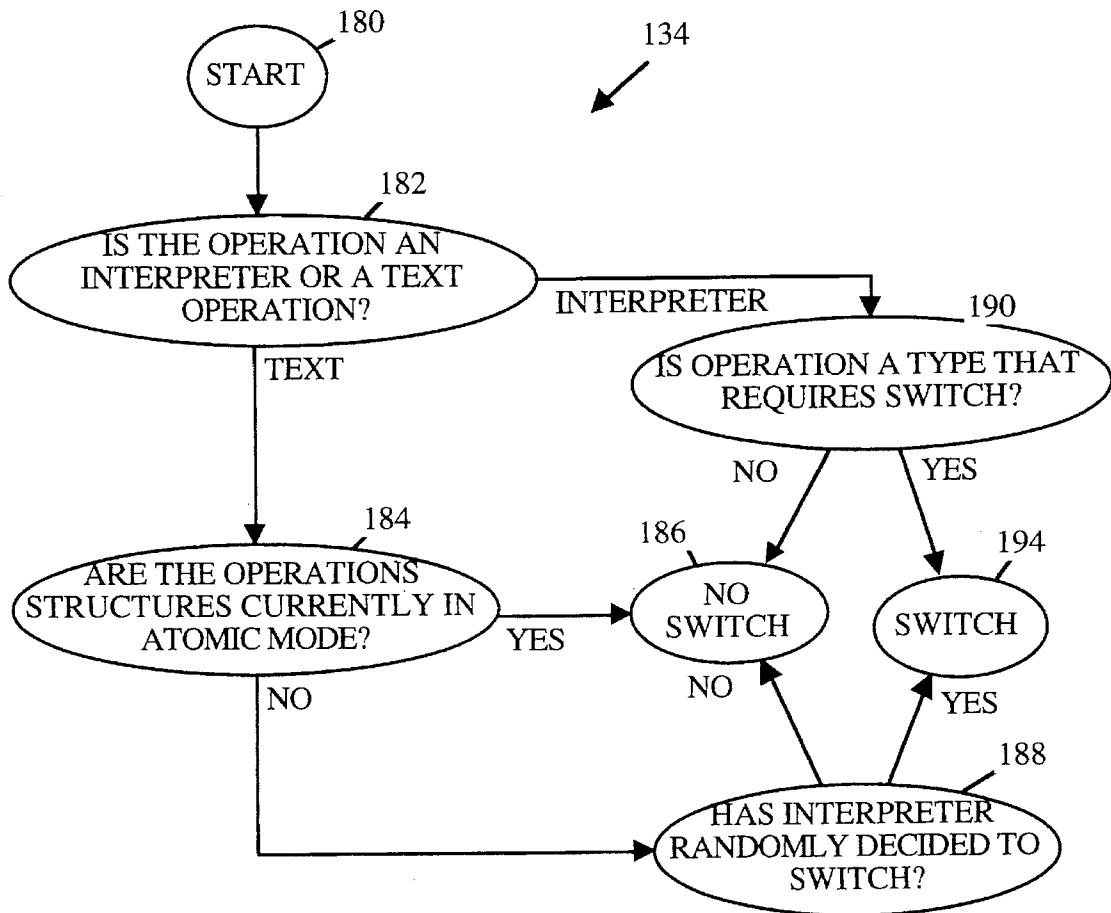 180
START
134
182
IS THE OPERATION AN
INTERPRETER OR A TEXT
OPERATION?
INTERPRETER
TEXT
190
IS OPERATION A TYPE THAT
REQUIRES SWITCH?
NO
YES
184
ARE THE OPERATIONS
STRUCTURES CURRENTLY IN
ATOMIC MODE?
YES
NO
186
NO
SWITCH
194
SWITCH
NO
YES
188
HAS INTERPRETER
RANDOMLY DECIDED TO
SWITCH?